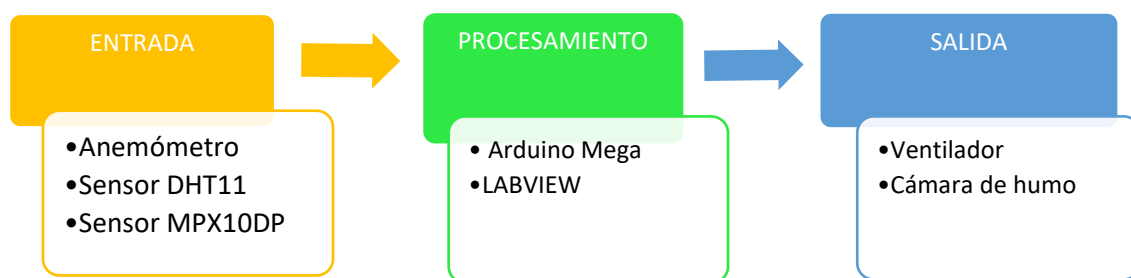 ENTRADA
•Anemómetro
•Sensor DHT11
•Sensor MPX10DP
PROCESAMIENTO
• Arduino Mega
•LABVIEW
SALIDA
•Ventilador
•Cámara de humo